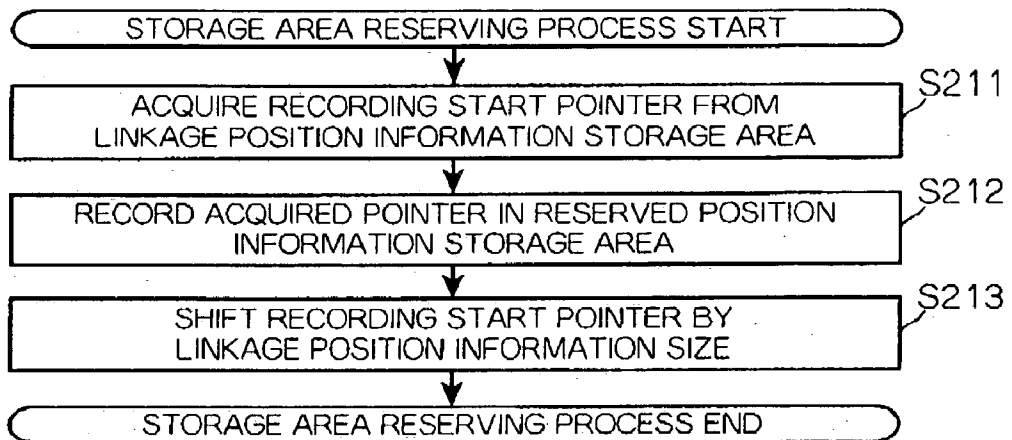 STORAGE AREA RESERVING PROCESS START
S211
ACQUIRE RECORDING START POINTER FROM
LINKAGE POSITION INFORMATION STORAGE AREA
S212
RECORD ACQUIRED POINTER IN RESERVED POSITION
INFORMATION STORAGE AREA
S213
SHIFT RECORDING START POINTER BY
LINKAGE POSITION INFORMATION SIZE
STORAGE AREA RESERVING PROCESS END